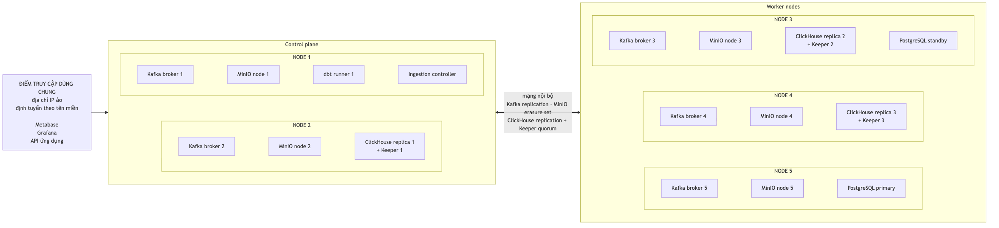 ĐIỂM TRUY CẬP DÙNG
CHUNG
địa chỉ IP ảo
định tuyến theo tên miền
Metabase
Grafana
API ứng dụng
Control plane
NODE 1
Kafka broker 1
MinIO node 1
dbt runner 1
Ingestion controller
NODE 2
Kafka broker 2
MinIO node 2
ClickHouse replica 1
+ Keeper 1
mạng nội bộ
Kafka replication · MinIO
erasure set
ClickHouse replication +
Keeper quorum
Worker nodes
NODE 3
Kafka broker 3
MinIO node 3
ClickHouse replica 2
+ Keeper 2
PostgreSQL standby
NODE 4
Kafka broker 4
MinIO node 4
ClickHouse replica 3
+ Keeper 3
NODE 5
Kafka broker 5
MinIO node 5
PostgreSQL primary